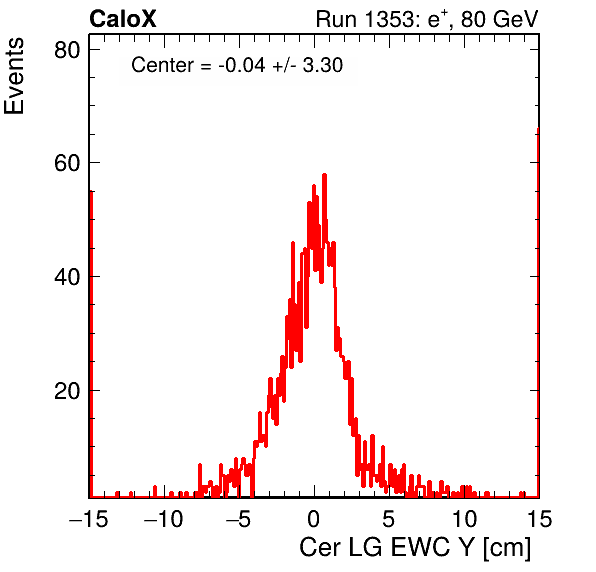 CaloX
Run 1353: e⁺, 80 GeV
Center = -0.04 +/- 3.30
Events
80
60
40
20
−15 −10 −5 0 5 10 15
Cer LG EWC Y [cm]